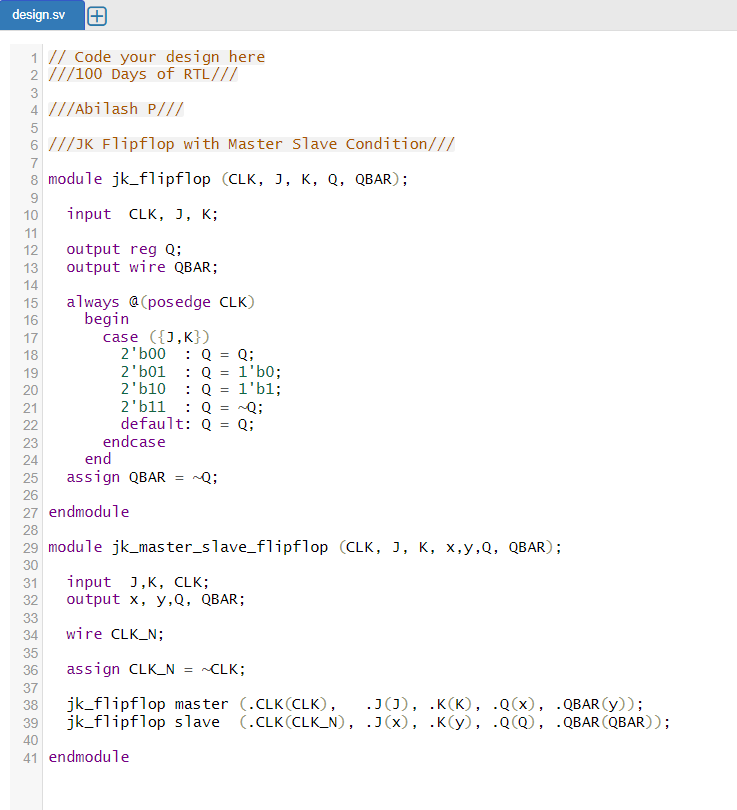 design.sv
1 // Code your design here
2 ///100 Days of RTL///
3
4 ///Abilash P///
5
6 ///JK Flipflop with Master Slave Condition///
7
8 module jk_flipflop (CLK, J, K, Q, QBAR);
9
10 input  CLK, J, K;
11
12 output reg Q;
13 output wire QBAR;
14
15 always @(posedge CLK)
16 begin
17 case ({J,K})
18 2'b00  : Q = Q;
19 2'b01  : Q = 1'b0;
20 2'b10  : Q = 1'b1;
21 2'b11  : Q = ~Q;
22 default: Q = Q;
23 endcase
24 end
25 assign QBAR = ~Q;
26
27 endmodule
28
29 module jk_master_slave_flipflop (CLK, J, K, x,y,Q, QBAR);
30
31 input  J,K, CLK;
32 output x, y,Q, QBAR;
33
34 wire CLK_N;
35
36 assign CLK_N = ~CLK;
37
38 jk_flipflop master (.CLK(CLK),   .J(J), .K(K), .Q(x), .QBAR(y));
39 jk_flipflop slave  (.CLK(CLK_N), .J(x), .K(y), .Q(Q), .QBAR(QBAR));
40
41 endmodule